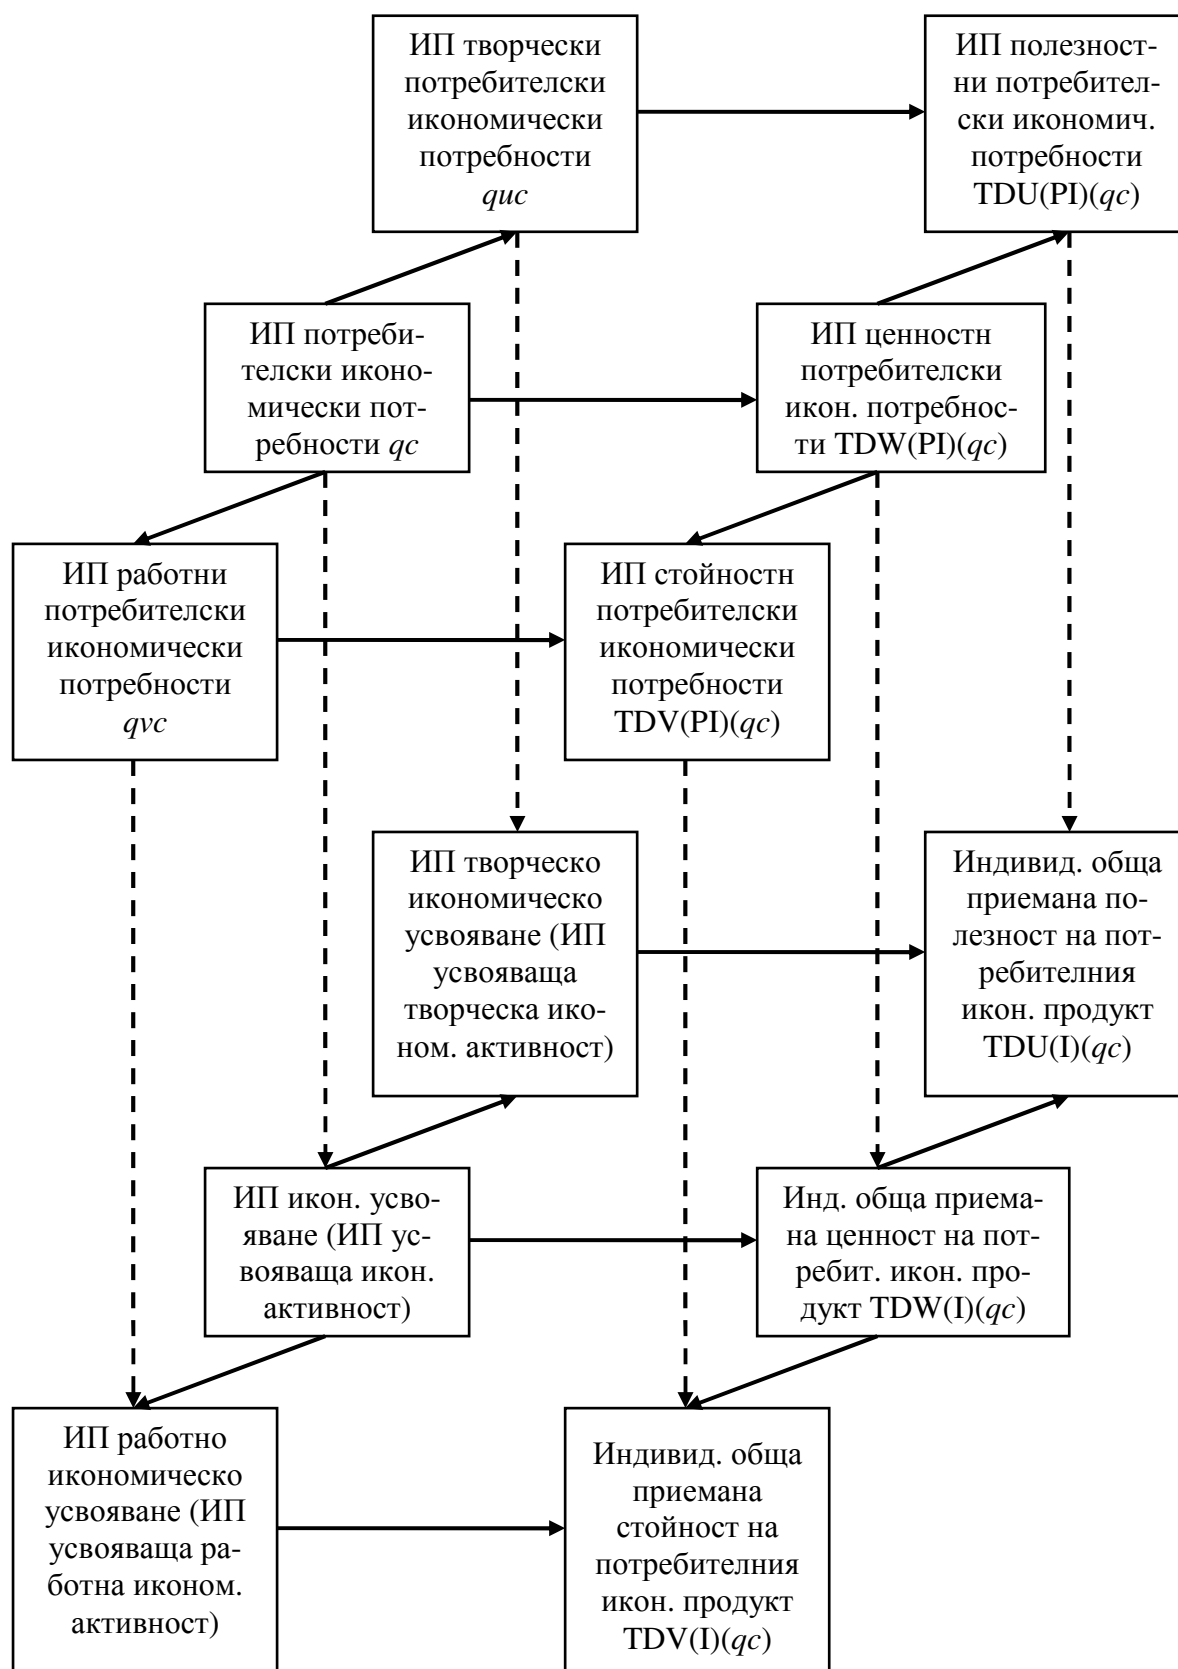 ИП творчески
потребителски
икономически
потребности
quc
ИП полезност-
ни потребител-
ски икономич.
потребности
TDU(PI)(qc)
ИП потреби-
телски иконо-
мически пот-
ребности qc
ИП ценностн
потребителски
икон. потребнос-
ти TDW(PI)(qc)
ИП работни
потребителски
икономически
потребности
qvc
ИП стойностн
потребителски
икономически
потребности
TDV(PI)(qc)
ИП творческо
икономическо
усвояване (ИП
усвояваща
творческа ико-
ном. активност)
Индивид. обща
приемана по-
лезност на пот-
ребителния
икон. продукт
TDU(I)(qc)
ИП икон. усво-
яване (ИП ус-
вояваща икон.
активност)
Инд. обща приема-
на ценност на пот-
ребит. икон. про-
дукт TDW(I)(qc)
ИП работно
икономическо
усвояване (ИП
усвояваща ра-
ботна иконом.
активност)
Индивид. обща
приемана
стойност на
потребителния
икон. продукт
TDV(I)(qc)